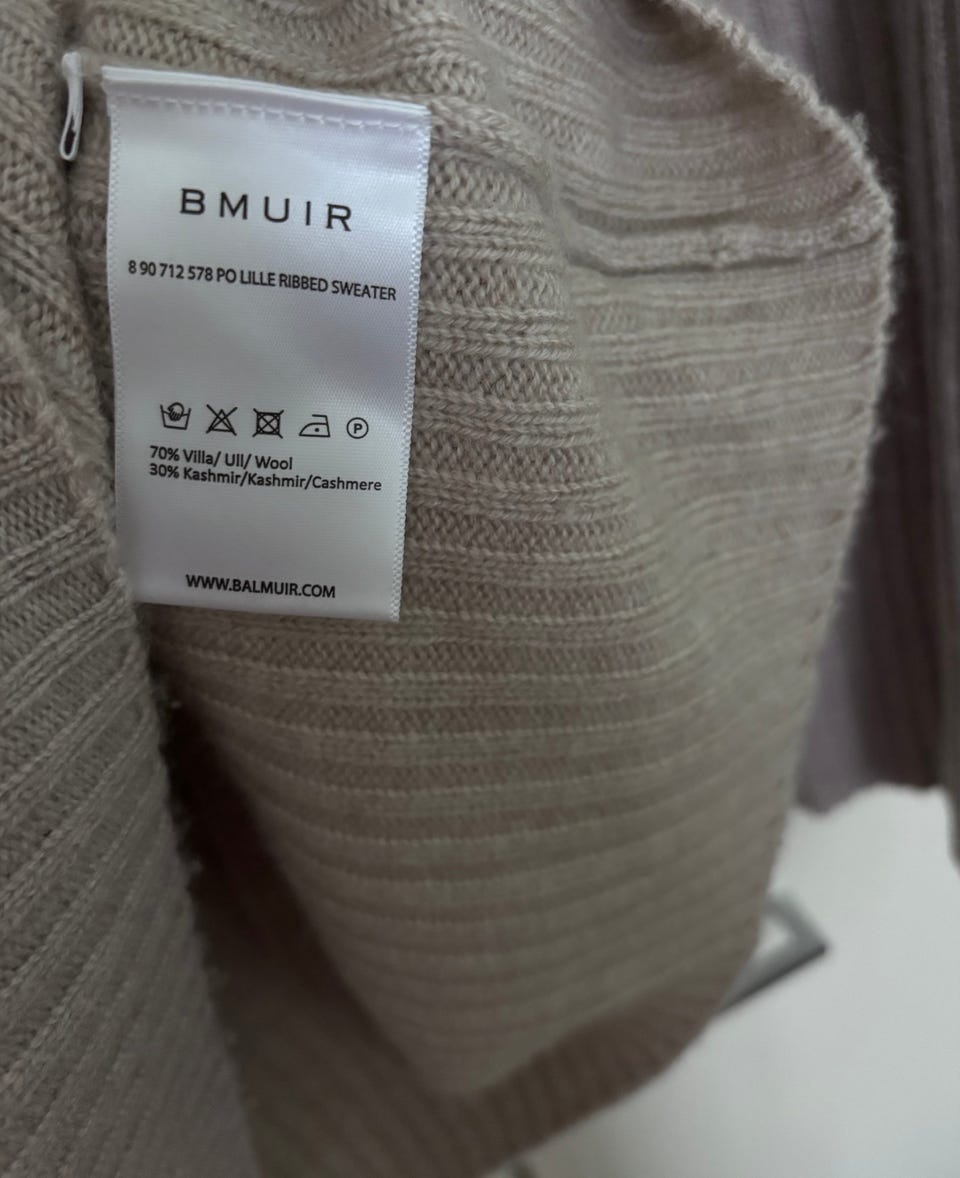 BMUIR
8 90 712 578 PO LILLE RIBBED SWEATER
P
70% Villa/ Ull/ Wool
30% Kashmir/Kashmir/Cashmere
WWW.BALMUIR.COM